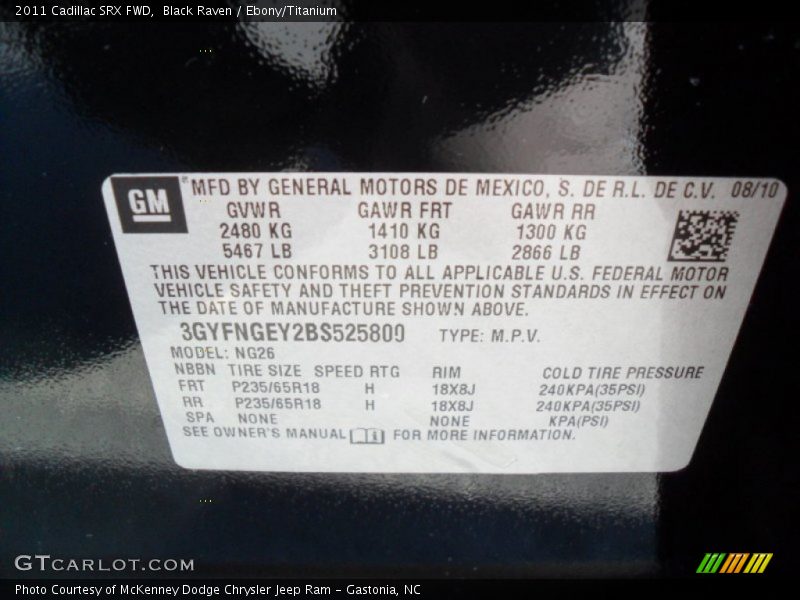 2011 Cadillac SRX FWD,  Black Raven / Ebony/Titanium
GM MFD BY GENERAL MOTORS DE MEXICO, S. DE R.L. DE C.V. 08/10
GVWR GAWR FRT GAWR RR
2480 KG 1410 KG 1300 KG
5467 LB 3108 LB 2866 LB
THIS VEHICLE CONFORMS TO ALL APPLICABLE U.S. FEDERAL MOTOR
VEHICLE SAFETY AND THEFT PREVENTION STANDARDS IN EFFECT ON
THE DATE OF MANUFACTURE SHOWN ABOVE.
3GYFNGEY2BS525800 TYPE: M.P.V.
MODEL: NG26
NBBN TIRE SIZE SPEED RTG RIM COLD TIRE PRESSURE
FRT P235/65R18 H 18X8J 240KPA(35PSI)
RR P235/65R18 H 18X8J 240KPA(35PSI)
SPA NONE NONE KPA(PSI)
SEE OWNER'S MANUAL FOR MORE INFORMATION.
GTCARLOT.COM
Photo Courtesy of McKenney Dodge Chrysler Jeep Ram - Gastonia, NC